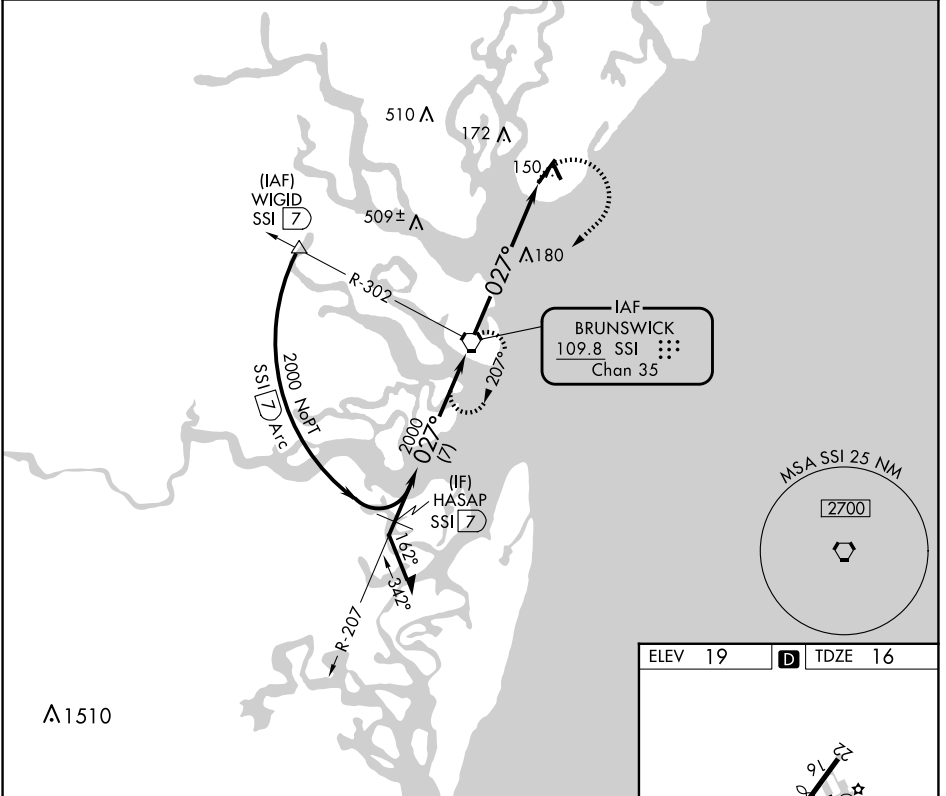 510
172
150
(IAF)
WIGID
SSI 7
509±
180
027°
R-302
IAF
BRUNSWICK
109.8 SSI
Chan 35
207°
2000 NoPT
SSI 7 Arc
2000
027°
(7)
(IF)
HASAP
SSI 7
MSA SSI 25 NM
2700
162°
342°
R-207
ELEV 19 D TDZE 16
1510
22
16